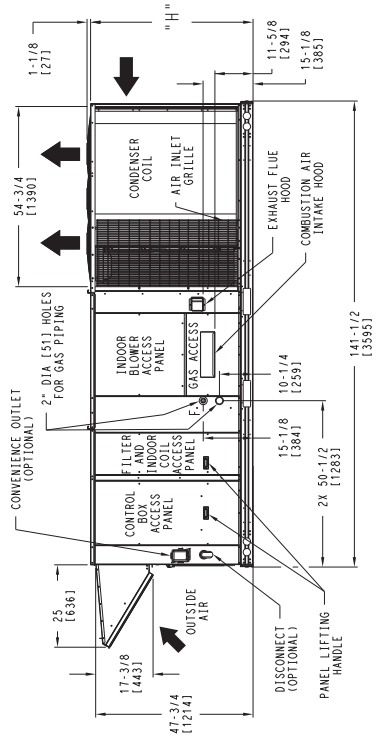 1-1/8
[27]
54-3/4
[1390]
"H"
11-5/8
[294]
15-1/8
[385]
CONDENSER
COIL
AIR INLET
GRILLE
EXHAUST FLUE
HOOD
COMBUSTION AIR
INTAKE HOOD
2" DIA [51] HOLES
FOR GAS PIPING
INDOOR
BLOWER
ACCESS
PANEL
GAS ACCESS
F
10-1/4
[259]
141-1/2
[3595]
CONVENIENCE OUTLET
(OPTIONAL)
FILTER
AND
INDOOR
COIL
ACCESS
PANEL
15-1/8
[384]
2X 50-1/2
[1283]
CONTROL
BOX
ACCESS
PANEL
25
[636]
OUTSIDE
AIR
DISCONNECT
(OPTIONAL)
PANEL LIFTING
HANDLE
17-3/8
[443]
47-3/4
[1214]